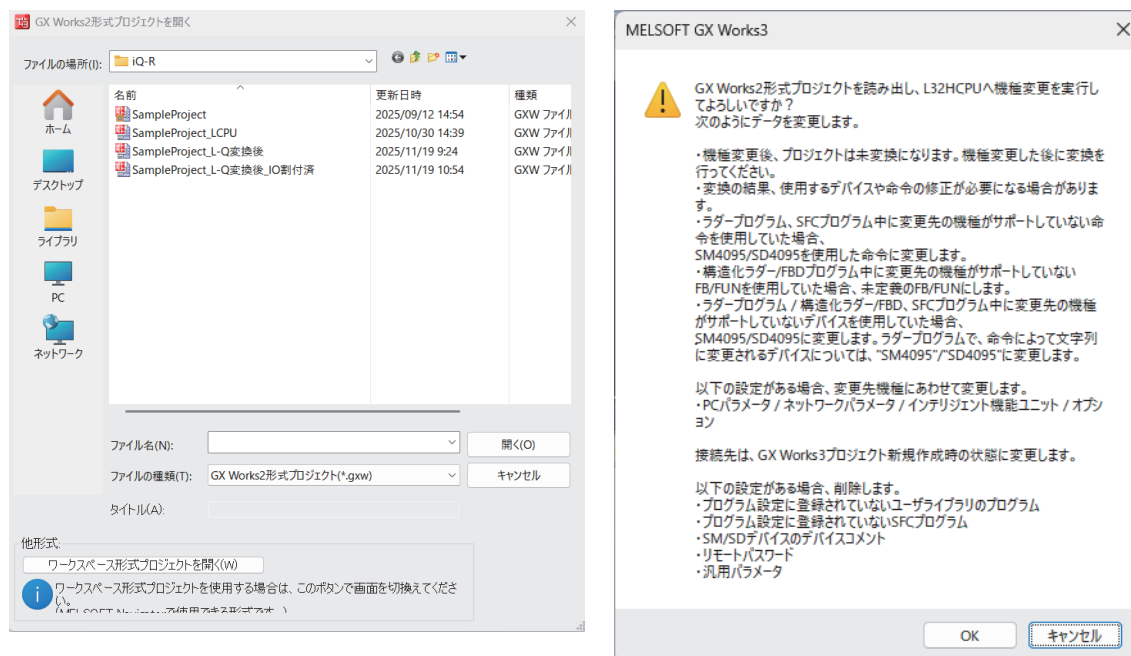 GX Works2形式プロジェクトを開く
ファイルの場所(I):
iQ-R
名前
更新日時
種類
SampleProject
2025/09/12 14:54
GXW ファイル
SampleProject_LCPU
2025/10/30 14:39
GXW ファイル
SampleProject_L-Q変換後
2025/11/19 9:24
GXW ファイル
SampleProject_L-Q変換後_IO割付済
2025/11/19 10:54
GXW ファイル
ホーム
デスクトップ
ライブラリ
PC
ネットワーク
ファイル名(N):
開く(O)
ファイルの種類(T):
GX Works2形式プロジェクト(*.gxw)
キャンセル
タイトル(A):
他形式:
ワークスペース形式プロジェクトを開く(W)
ワークスペース形式プロジェクトを使用する場合は、このボタンで画面を切換えてくださ
い。
(MELSOFT Navigatorで使用できる形式です。)
MELSOFT GX Works3
GX Works2形式プロジェクトを読み出し、L32HCPUへ機種変更を実行し
てよろしいですか？
次のようにデータを変更します。
・機種変更後、プロジェクトは未変換になります。機種変更した後に変換を
行ってください。
・変換の結果、使用するデバイスや命令の修正が必要になる場合がありま
す。
・ラダープログラム、SFCプログラム中に変更先の機種がサポートしていない命
令を使用していた場合、
SM4095/SD4095を使用した命令に変更します。
・構造化ラダー/FBDプログラム中に変更先の機種がサポートしていない
FB/FUNを使用していた場合、未定義のFB/FUNにします。
・ラダープログラム / 構造化ラダー/FBD、SFCプログラム中に変更先の機種
がサポートしていないデバイスを使用していた場合、
SM4095/SD4095に変更します。ラダープログラムで、命令によって文字列
に変更されるデバイスについては、"SM4095"/"SD4095"に変更します。
以下の設定がある場合、変更先機種にあわせて変更します。
・PCパラメータ / ネットワークパラメータ / インテリジェント機能ユニット / オプシ
ョン
接続先は、GX Works3プロジェクト新規作成時の状態に変更します。
以下の設定がある場合、削除します。
・プログラム設定に登録されていないユーザライブラリのプログラム
・プログラム設定に登録されていないSFCプログラム
・SM/SDデバイスのデバイスコメント
・リモートパスワード
・汎用パラメータ
OK
キャンセル